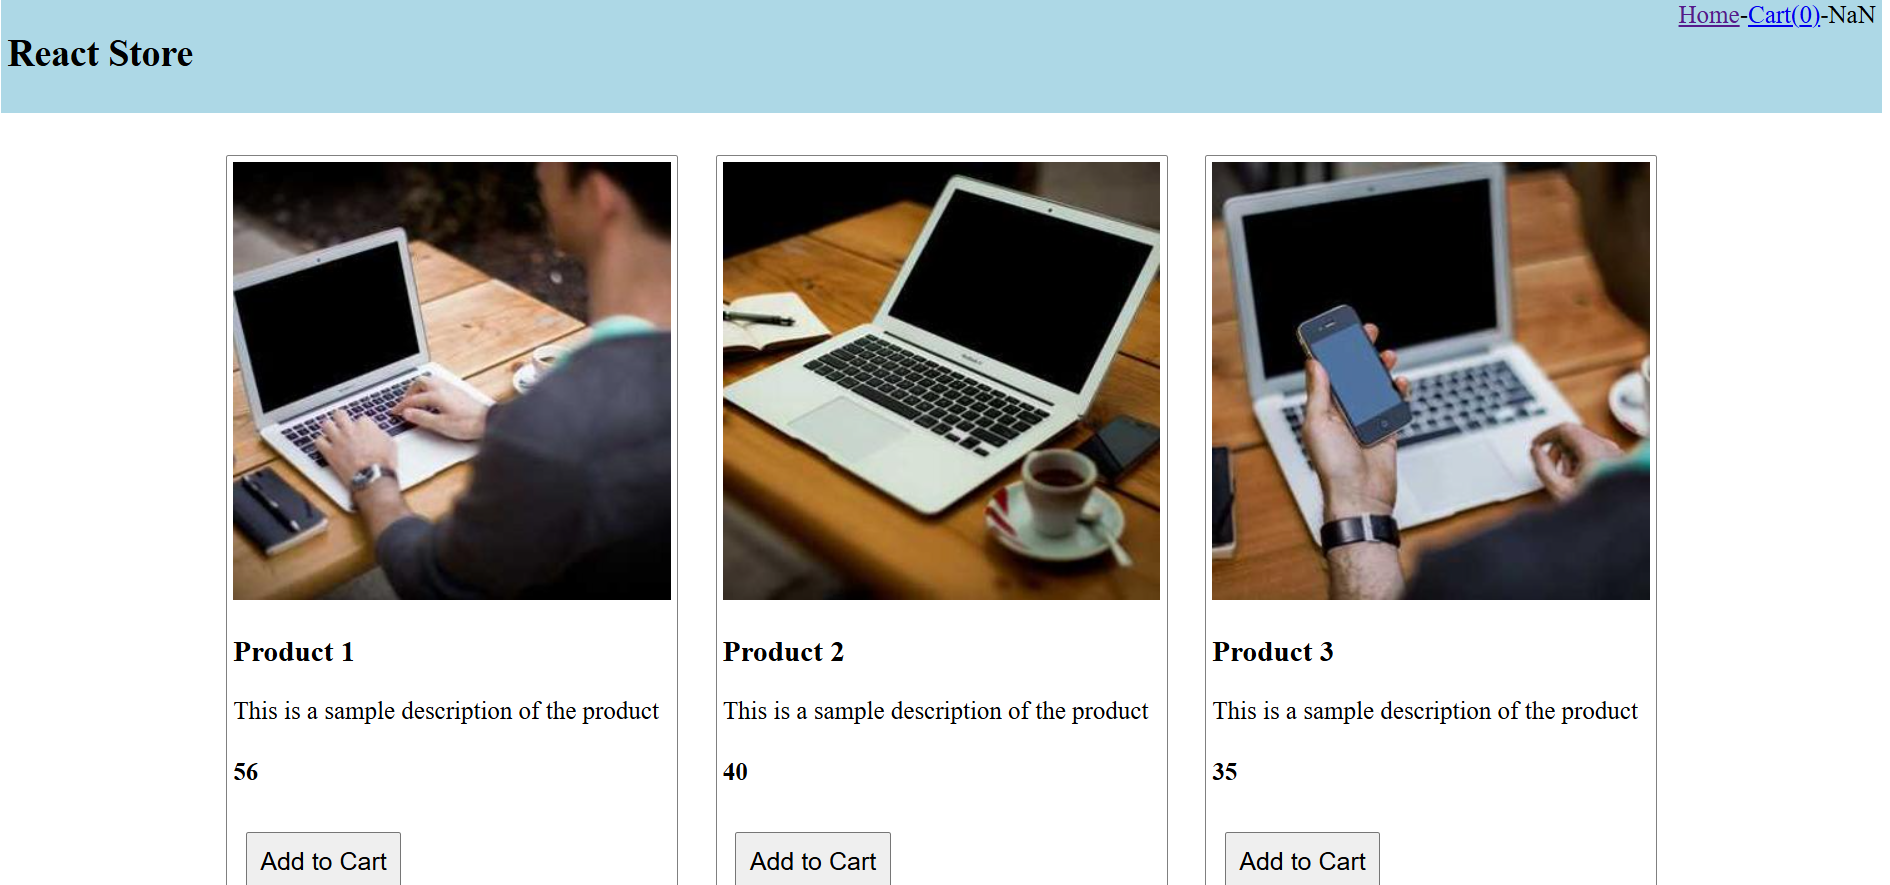 Home-Cart(0)-NaN
React Store
Product 1
This is a sample description of the product
56
Add to Cart
Product 2
This is a sample description of the product
40
Add to Cart
Product 3
This is a sample description of the product
35
Add to Cart